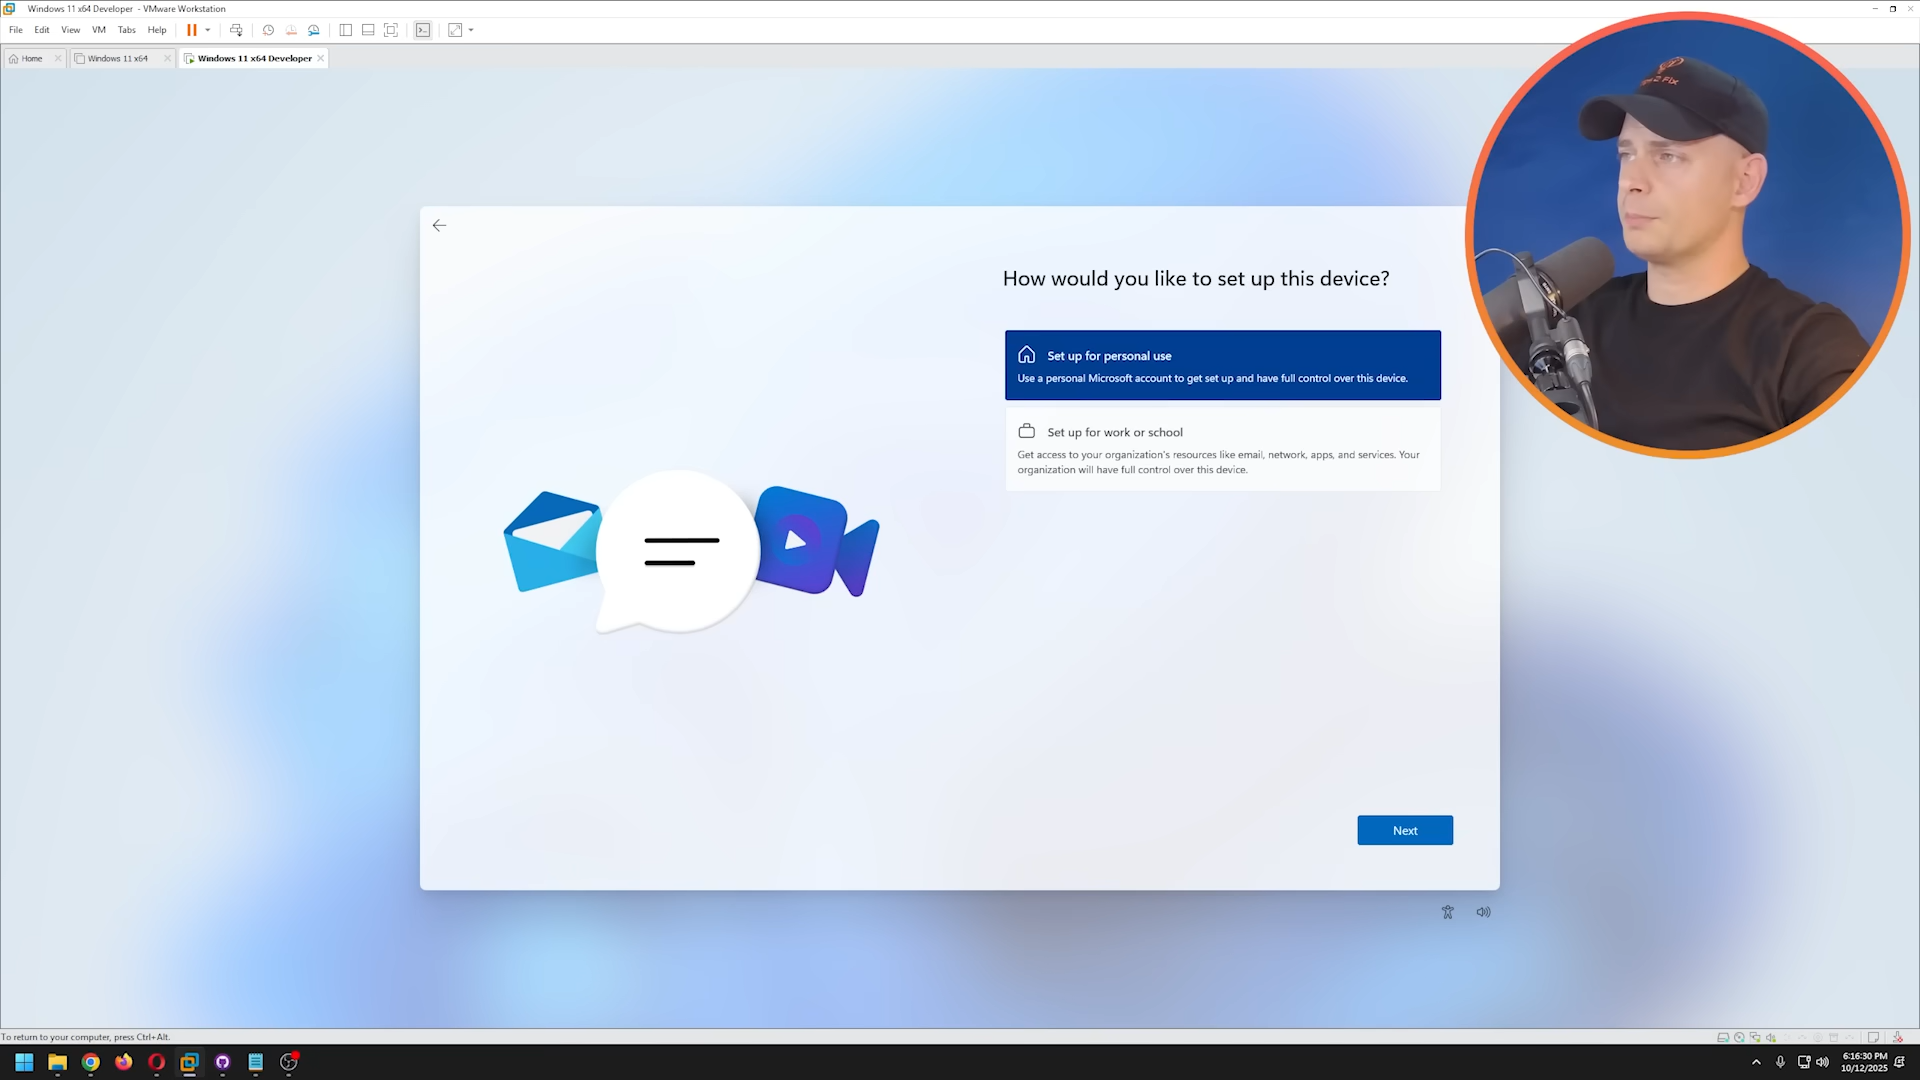 Windows 11 x64 Developer - VMware Workstation
File Edit View VM Tabs Help
Home
Windows 11 x64
Windows 11 x64 Developer
How would you like to set up this device?
Set up for personal use
Use a personal Microsoft account to get set up and have full control over this device.
Set up for work or school
Get access to your organization's resources like email, network, apps, and services. Your
organization will have full control over this device.
Next
To return to your computer, press Ctrl+Alt.
6:16:30 PM
10/12/2025